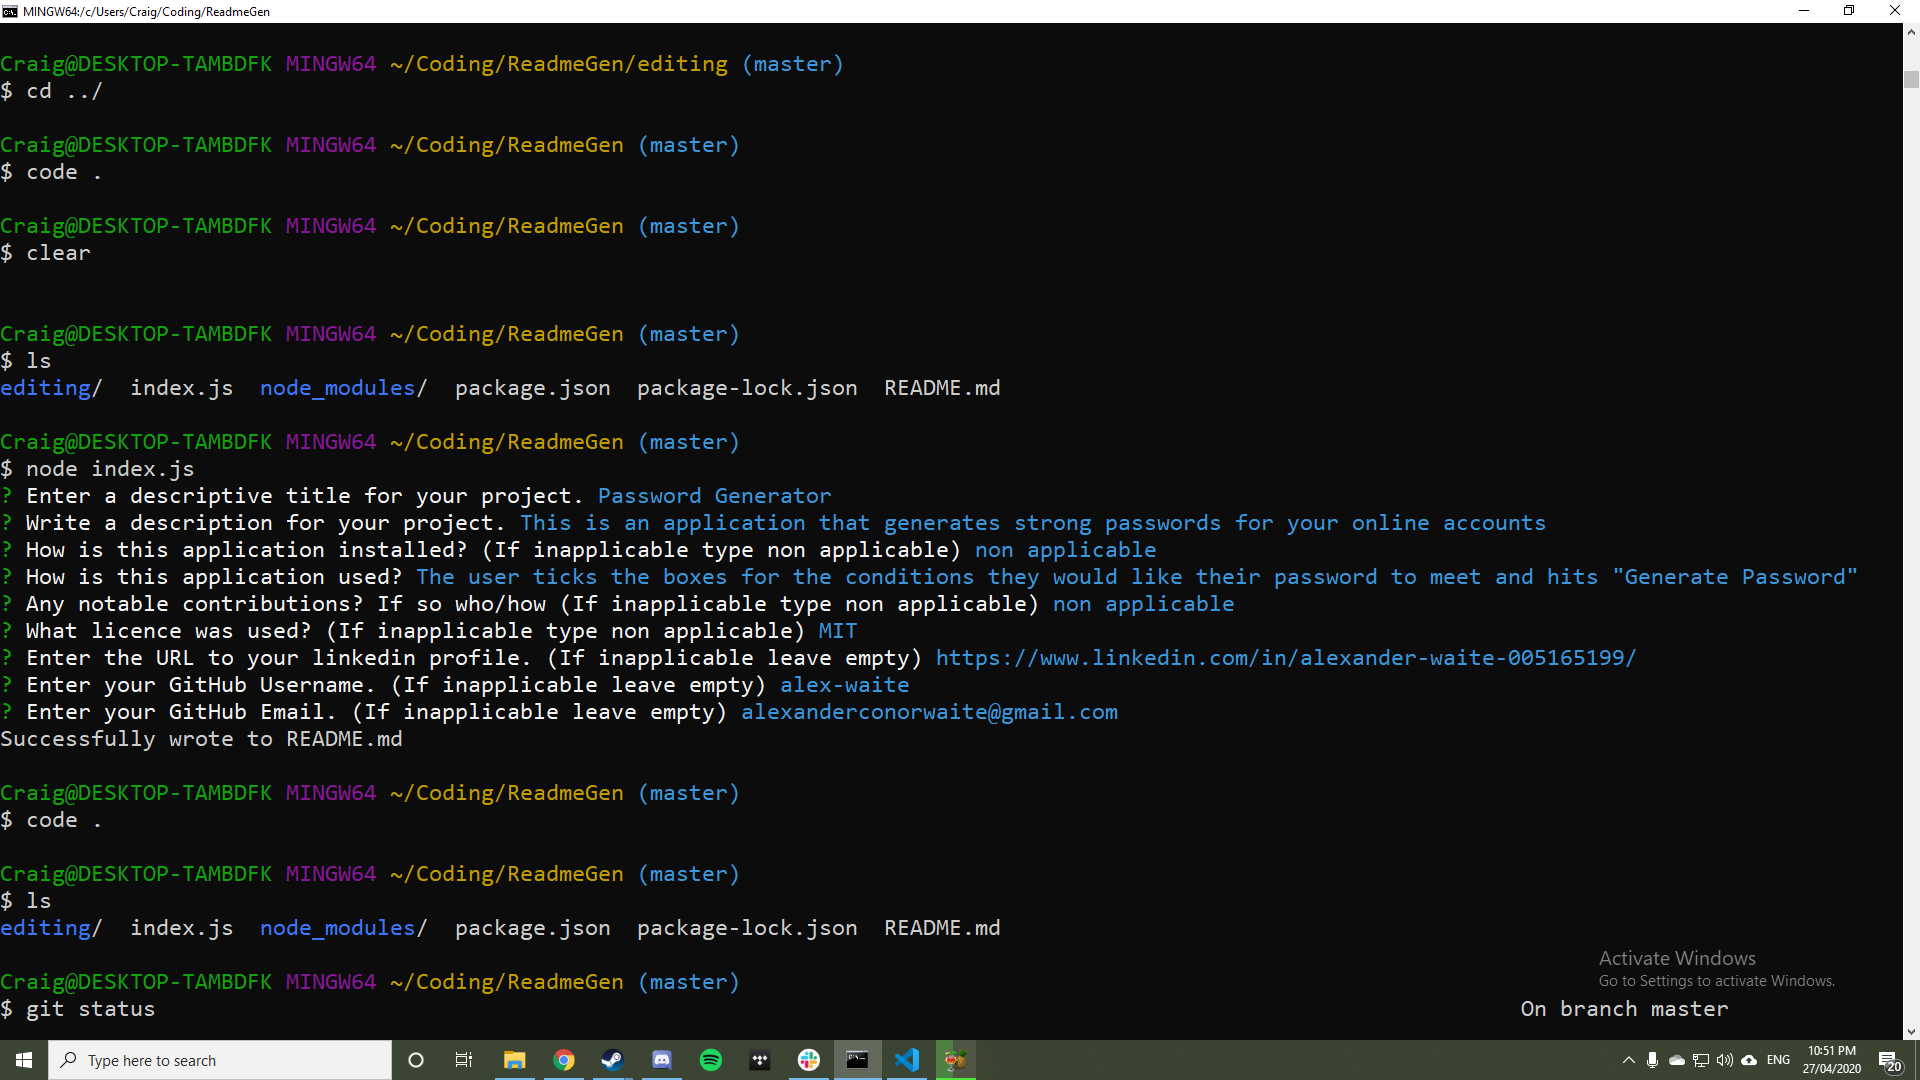 MINGW64:/c/Users/Craig/Coding/ReadmeGen
Craig@DESKTOP-TAMBDFK MINGW64 ~/Coding/ReadmeGen/editing (master)
$ cd ../
Craig@DESKTOP-TAMBDFK MINGW64 ~/Coding/ReadmeGen (master)
$ code .
Craig@DESKTOP-TAMBDFK MINGW64 ~/Coding/ReadmeGen (master)
$ clear
Craig@DESKTOP-TAMBDFK MINGW64 ~/Coding/ReadmeGen (master)
$ ls
editing/  index.js  node_modules/  package.json  package-lock.json  README.md
Craig@DESKTOP-TAMBDFK MINGW64 ~/Coding/ReadmeGen (master)
$ node index.js
? Enter a descriptive title for your project. Password Generator
? Write a description for your project. This is an application that generates strong passwords for your online accounts
? How is this application installed? (If inapplicable type non applicable) non applicable
? How is this application used? The user ticks the boxes for the conditions they would like their password to meet and hits "Generate Password"
? Any notable contributions? If so who/how (If inapplicable type non applicable) non applicable
? What licence was used? (If inapplicable type non applicable) MIT
? Enter the URL to your linkedin profile. (If inapplicable leave empty) https://www.linkedin.com/in/alexander-waite-005165199/
? Enter your GitHub Username. (If inapplicable leave empty) alex-waite
? Enter your GitHub Email. (If inapplicable leave empty) alexanderconorwaite@gmail.com
Successfully wrote to README.md
Craig@DESKTOP-TAMBDFK MINGW64 ~/Coding/ReadmeGen (master)
$ code .
Craig@DESKTOP-TAMBDFK MINGW64 ~/Coding/ReadmeGen (master)
$ ls
editing/  index.js  node_modules/  package.json  package-lock.json  README.md
Craig@DESKTOP-TAMBDFK MINGW64 ~/Coding/ReadmeGen (master)
$ git status On branch master
Activate Windows
Go to Settings to activate Windows.
Type here to search
ENG
10:51 PM
27/04/2020
20